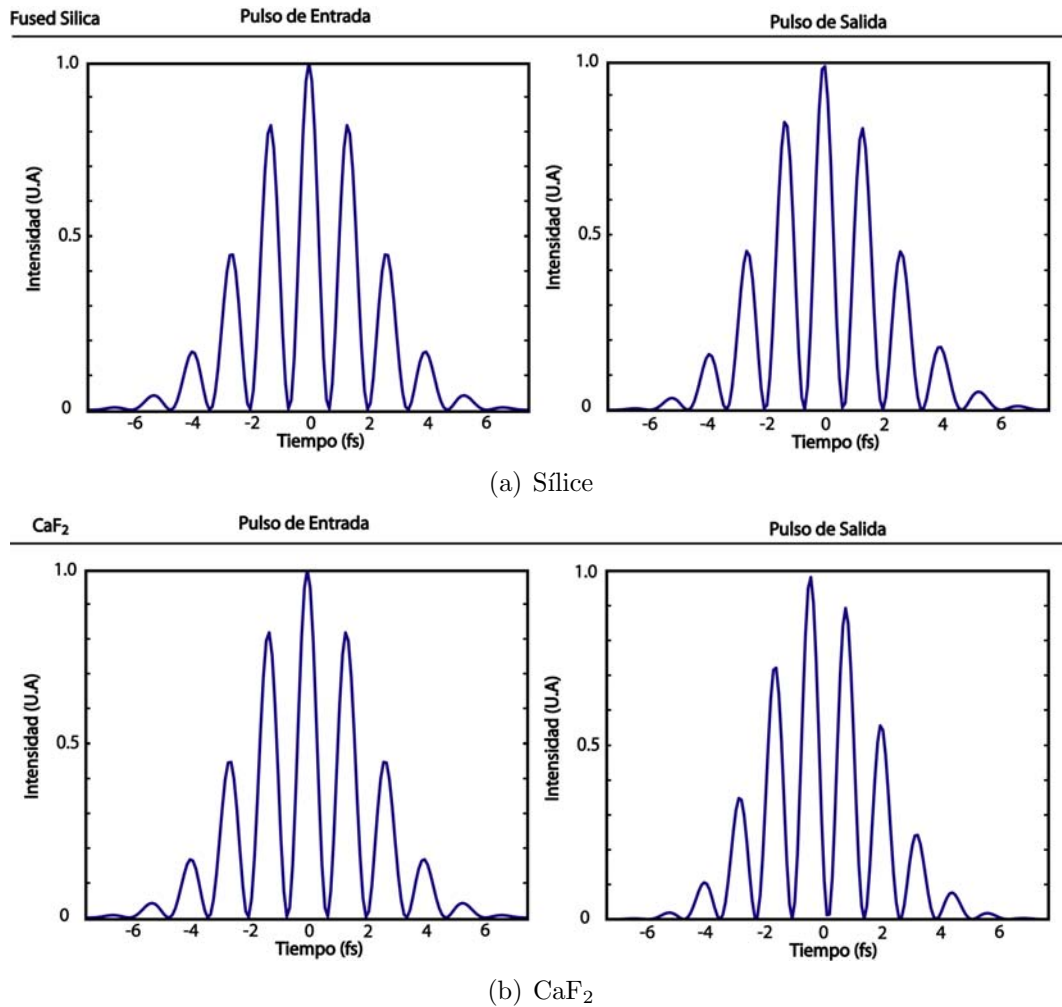 Fused Silica Pulso de Entrada Pulso de Salida
1.0
0.5
0
Intensidad (U.A)
-6 -4 -2 0 2 4 6
Tiempo (fs)
1.0
0.5
0
Intensidad (U.A)
-6 -4 -2 0 2 4 6
Tiempo (fs)
(a) Sílice
CaF₂ Pulso de Entrada Pulso de Salida
1.0
0.5
0
Intensidad (U.A)
-6 -4 -2 0 2 4 6
Tiempo (fs)
1.0
0.5
0
Intensidad (U.A)
-6 -4 -2 0 2 4 6
Tiempo (fs)
(b) CaF₂